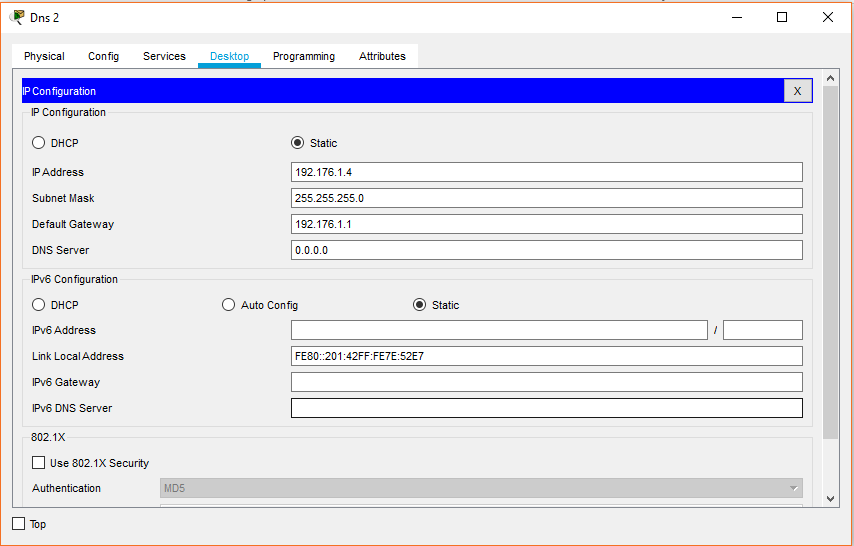 Dns 2
Physical Config Services Desktop Programming Attributes
IP Configuration X
IP Configuration
DHCP Static
IP Address 192.176.1.4
Subnet Mask 255.255.255.0
Default Gateway 192.176.1.1
DNS Server 0.0.0.0
IPv6 Configuration
DHCP Auto Config Static
IPv6 Address /
Link Local Address FE80::201:42FF:FE7E:52E7
IPv6 Gateway
IPv6 DNS Server
802.1X
Use 802.1X Security
Authentication MD5
Top